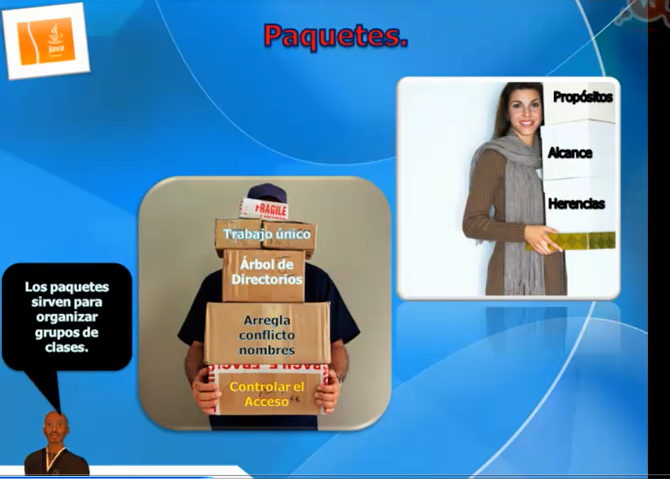 Paquetes.
Java
Propósitos
Alcance
Herencias
FRAGILE
Trabajo único
Árbol de
Directorios
Arregla
conflicto
nombres
Controlar el
Acceso
Los paquetes
sirven para
organizar
grupos de
clases.